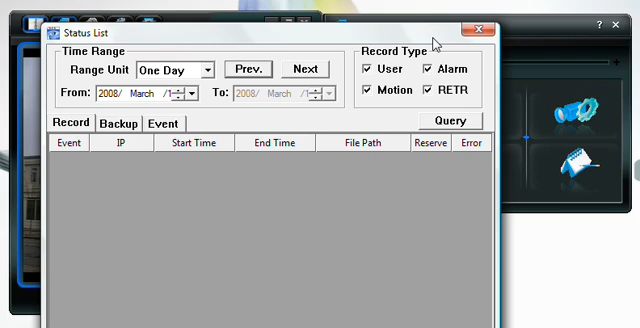 Status List
Time Range
Range Unit One Day Prev. Next
From: 2008/ March /1 To: 2008/ March /1
Record Type
User Alarm
Motion RETR
Record Backup Event Query
Event IP Start Time End Time File Path Reserve Error